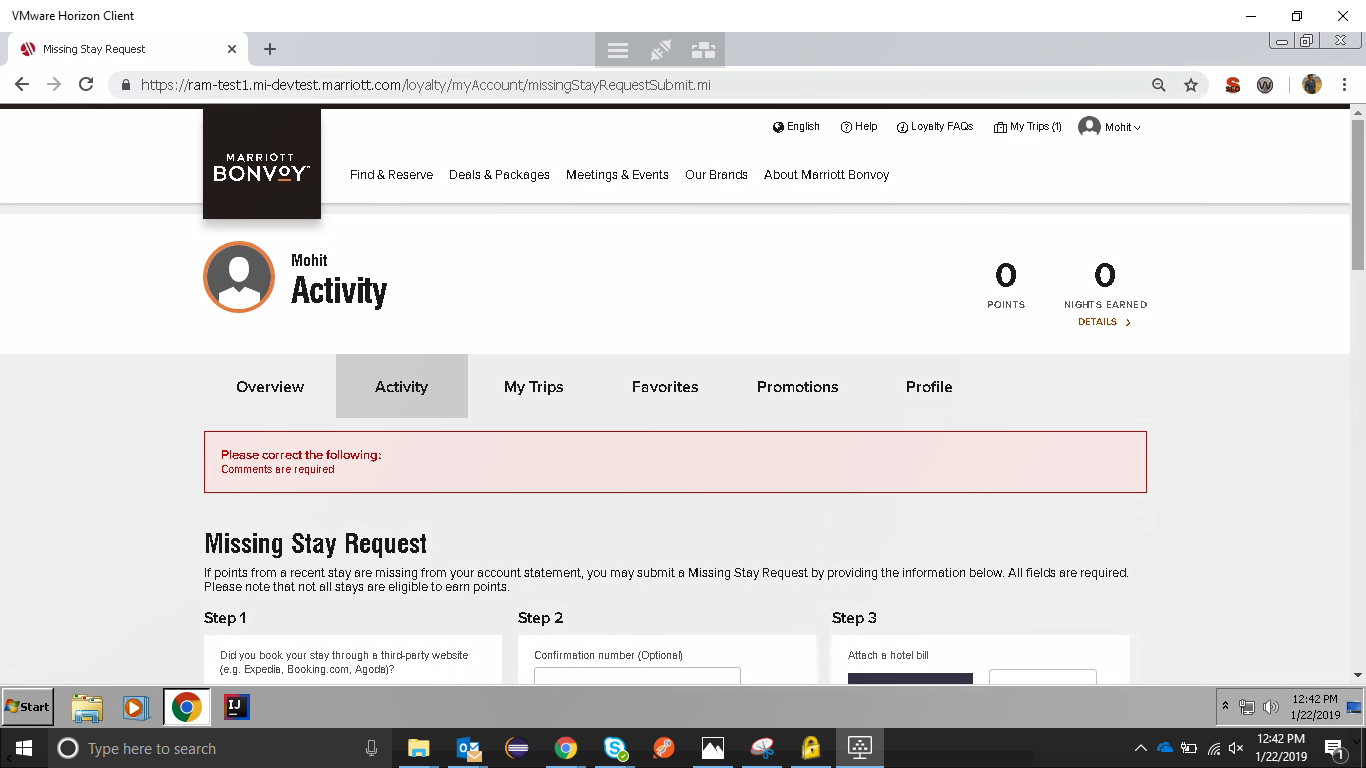 VMware Horizon Client
Missing Stay Request
https://ram-test1.mi-devtest.marriott.com/loyalty/myAccount/missingStayRequestSubmit.mi
English
Help
Loyalty FAQs
My Trips (1)
Mohit
MARRIOTT
BONVOY™
Find & Reserve
Deals & Packages
Meetings & Events
Our Brands
About Marriott Bonvoy
Mohit
Activity
0
POINTS
0
NIGHTS EARNED
DETAILS
Overview
Activity
My Trips
Favorites
Promotions
Profile
Please correct the following:
Comments are required
Missing Stay Request
If points from a recent stay are missing from your account statement, you may submit a Missing Stay Request by providing the information below. All fields are required.
Please note that not all stays are eligible to earn points.
Step 1
Did you book your stay through a third-party website
(e.g. Expedia, Booking.com, Agoda)?
Step 2
Confirmation number (Optional)
Step 3
Attach a hotel bill
Start
IJ
12:42 PM
1/22/2019
Type here to search
12:42 PM
1/22/2019
1